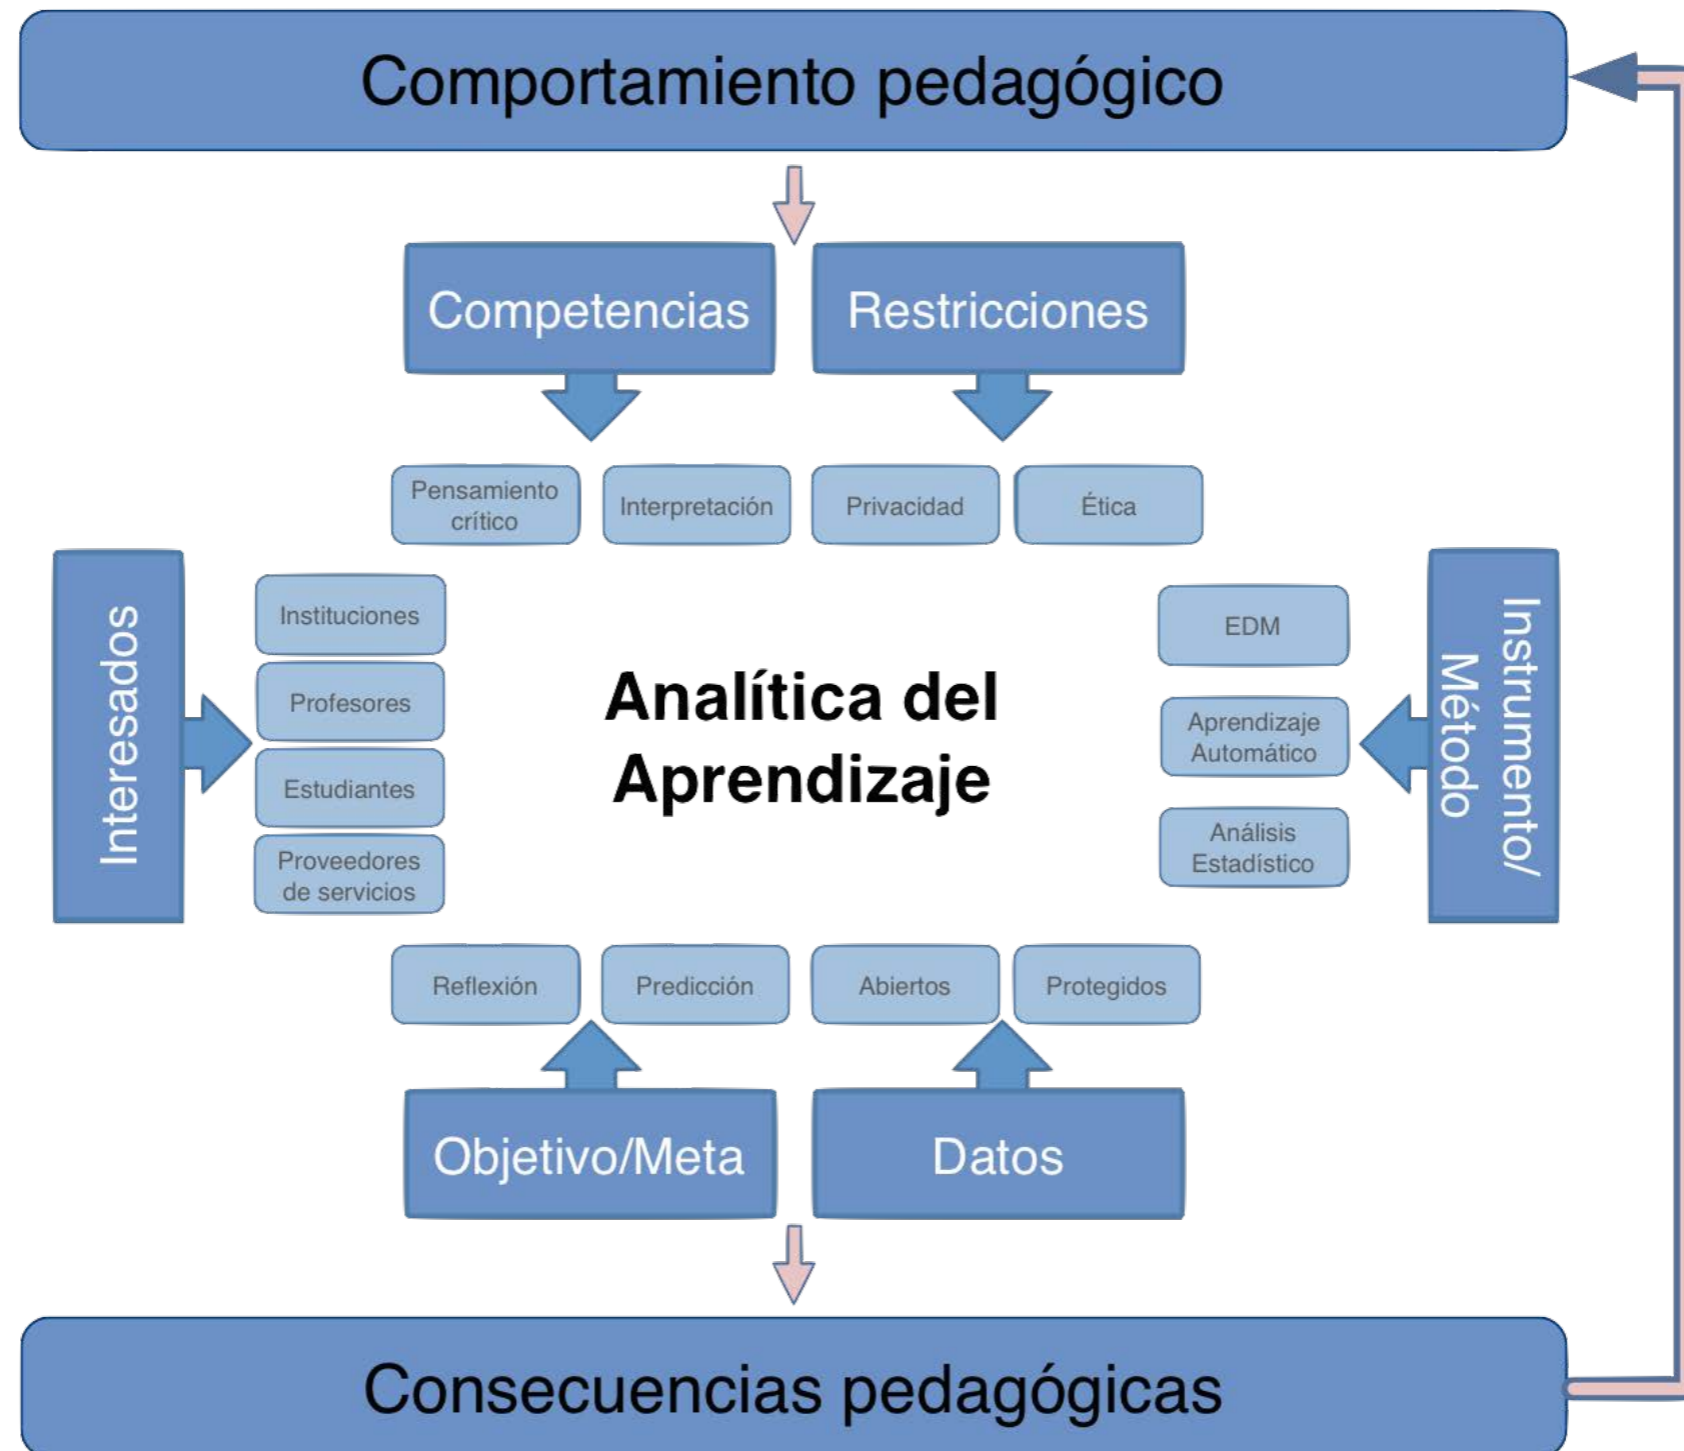 Comportamiento pedagógico
Competencias
Restricciones
Pensamiento
crítico
Interpretación
Privacidad
Ética
Interesados
Instituciones
Profesores
Estudiantes
Proveedores
de servicios
Analítica del
Aprendizaje
EDM
Aprendizaje
Automático
Análisis
Estadístico
Instrumento/
Método
Reflexión
Predicción
Abiertos
Protegidos
Objetivo/Meta
Datos
Consecuencias pedagógicas